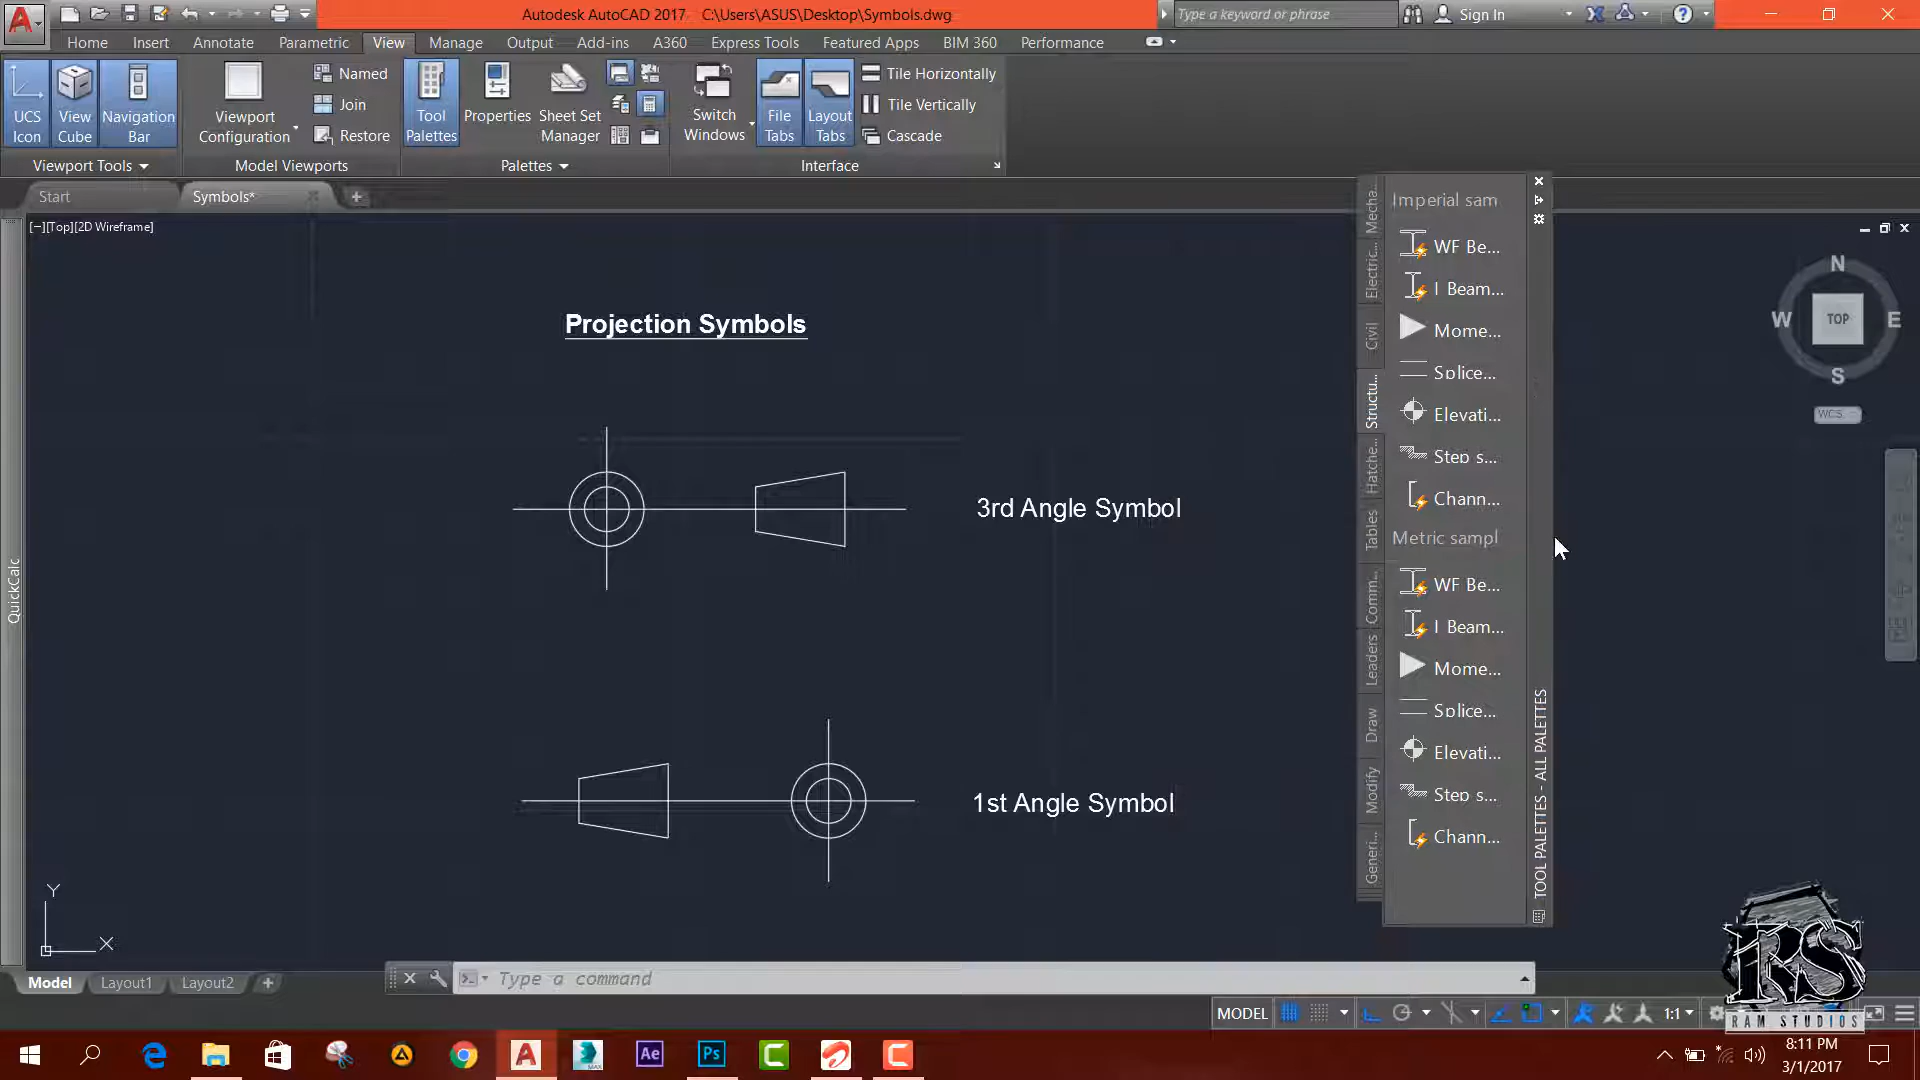 Autodesk AutoCAD 2017 C:\Users\ASUS\Desktop\Symbols.dwg
Type a keyword or phrase
Sign In
Home Insert Annotate Parametric View Manage Output Add-ins A360 Express Tools Featured Apps BIM 360 Performance
UCS Icon
View Cube
Navigation Bar
Viewport Configuration
Named
Join
Restore
Tool Palettes
Properties
Sheet Set Manager
Switch Windows
File Tabs
Layout Tabs
Tile Horizontally
Tile Vertically
Cascade
Viewport Tools
Model Viewports
Palettes
Interface
Start
Symbols*
[−][Top][2D Wireframe]
QuickCalc
Projection Symbols
3rd Angle Symbol
1st Angle Symbol
Mecha...
Electric...
Civil
Structu...
Hatche...
Tables
Comm...
Leaders
Draw
Modify
Generi...
Imperial sam
WF Be...
I Beam...
Mome...
Splice...
Elevati...
Step s...
Chann...
Metric sampl
WF Be...
I Beam...
Mome...
Splice...
Elevati...
Step s...
Chann...
TOOL PALETTES - ALL PALETTES
N
W
TOP
E
S
WCS
Y
X
Model
Layout1
Layout2
Type a command
MODEL
1:1
RS
RAM STUDIOS
Ae
Ps
8:11 PM
3/1/2017